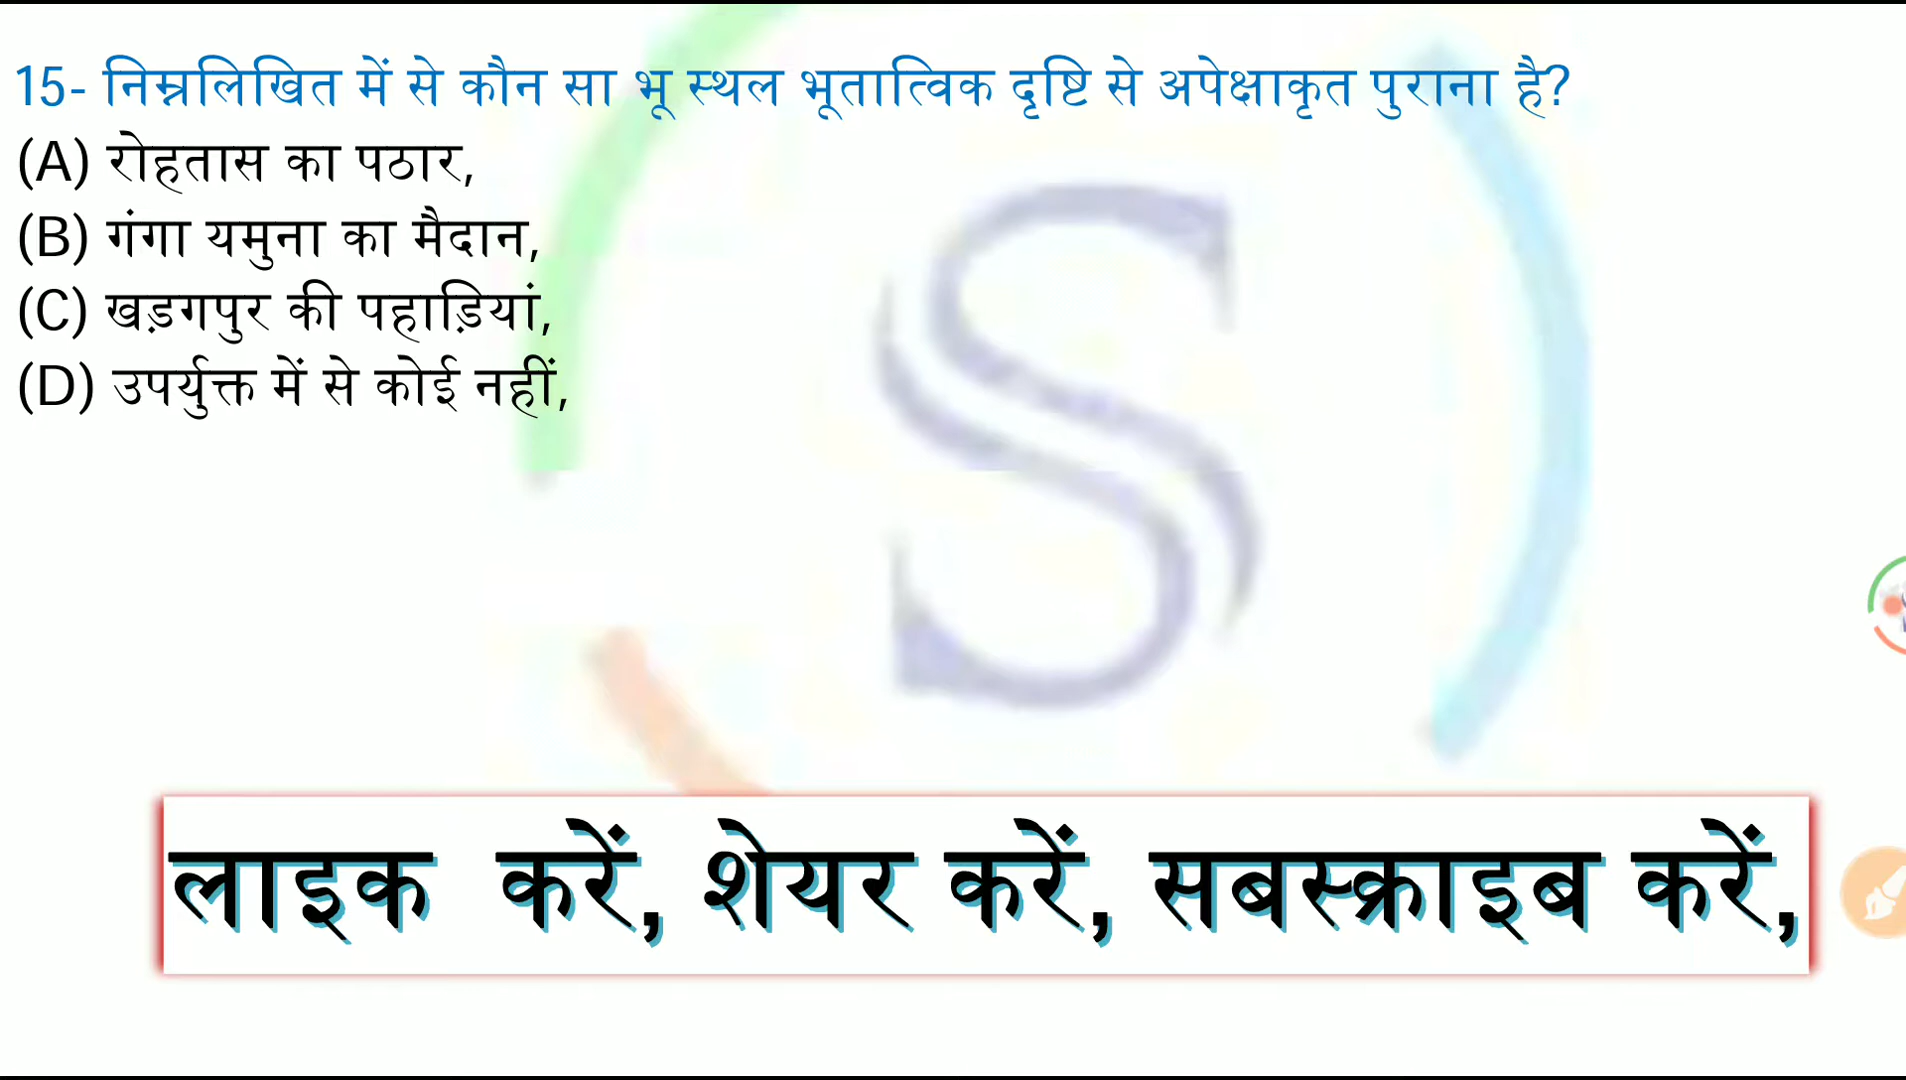 15- निम्नलिखित में से कौन सा भू स्थल भूतात्विक दृष्टि से अपेक्षाकृत पुराना है?
(A) रोहतास का पठार,
(B) गंगा यमुना का मैदान,
(C) खड़गपुर की पहाड़ियां,
(D) उपर्युक्त में से कोई नहीं,
S
लाइक करें, शेयर करें, सबस्क्राइब करें,